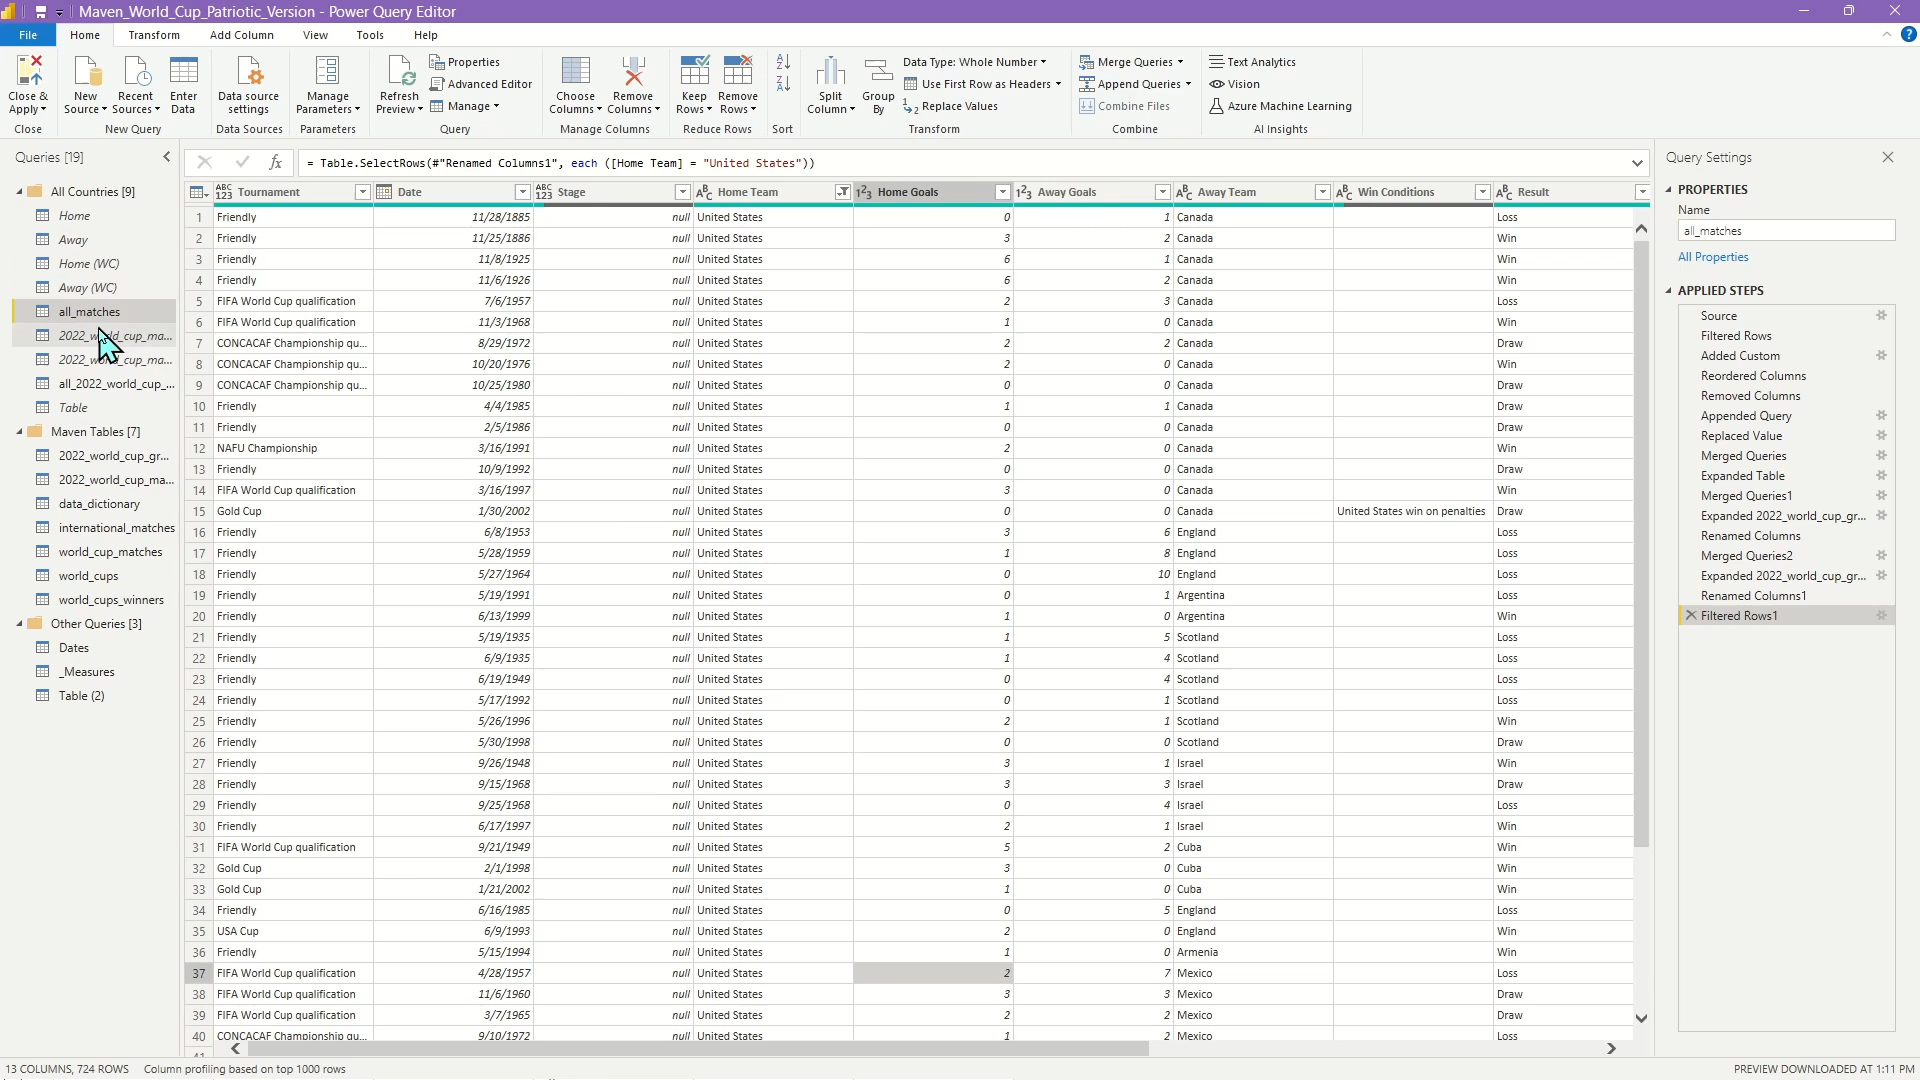 Maven_World_Cup_Patriotic_Version - Power Query Editor
File Home Transform Add Column View Tools Help
Close & Apply
New Source Recent Sources Enter Data
Data source settings
Manage Parameters
Refresh Preview
Properties
Advanced Editor
Manage
Choose Columns Remove Columns
Keep Rows Remove Rows
Split Column Group By
Data Type: Whole Number
Use First Row as Headers
Replace Values
Merge Queries
Append Queries
Combine Files
Text Analytics
Vision
Azure Machine Learning
Close New Query Data Sources Parameters Query Manage Columns Reduce Rows Sort Transform Combine AI Insights
Queries [19]
All Countries [9]
Home
Away
Home (WC)
Away (WC)
all_matches
2022_w
ld_cup_ma...
2022_w
cup_ma...
all_2022_world_cup_...
Table
Maven Tables [7]
2022_world_cup_gr...
2022_world_cup_ma...
data_dictionary
international_matches
world_cup_matches
world_cups
world_cups_winners
Other Queries [3]
Dates
_Measures
Table (2)
fx = Table.SelectRows(#"Renamed Columns1", each ([Home Team] = "United States"))
Tournament Date Stage Home Team Home Goals Away Goals Away Team Win Conditions Result
1 Friendly 11/28/1885 null United States 0 1 Canada Loss
2 Friendly 11/25/1886 null United States 3 2 Canada Win
3 Friendly 11/8/1925 null United States 6 1 Canada Win
4 Friendly 11/6/1926 null United States 6 2 Canada Win
5 FIFA World Cup qualification 7/6/1957 null United States 2 3 Canada Loss
6 FIFA World Cup qualification 11/3/1968 null United States 1 0 Canada Win
7 CONCACAF Championship qu... 8/29/1972 null United States 2 2 Canada Draw
8 CONCACAF Championship qu... 10/20/1976 null United States 2 0 Canada Win
9 CONCACAF Championship qu... 10/25/1980 null United States 0 0 Canada Draw
10 Friendly 4/4/1985 null United States 1 1 Canada Draw
11 Friendly 2/5/1986 null United States 0 0 Canada Draw
12 NAFU Championship 3/16/1991 null United States 2 0 Canada Win
13 Friendly 10/9/1992 null United States 0 0 Canada Draw
14 FIFA World Cup qualification 3/16/1997 null United States 3 0 Canada Win
15 Gold Cup 1/30/2002 null United States 0 0 Canada United States win on penalties Draw
16 Friendly 6/8/1953 null United States 3 6 England Loss
17 Friendly 5/28/1959 null United States 1 8 England Loss
18 Friendly 5/27/1964 null United States 0 10 England Loss
19 Friendly 5/19/1991 null United States 0 1 Argentina Loss
20 Friendly 6/13/1999 null United States 1 0 Argentina Win
21 Friendly 5/19/1935 null United States 1 5 Scotland Loss
22 Friendly 6/9/1935 null United States 1 4 Scotland Loss
23 Friendly 6/19/1949 null United States 0 4 Scotland Loss
24 Friendly 5/17/1992 null United States 0 1 Scotland Loss
25 Friendly 5/26/1996 null United States 2 1 Scotland Win
26 Friendly 5/30/1998 null United States 0 0 Scotland Draw
27 Friendly 9/26/1948 null United States 3 1 Israel Win
28 Friendly 9/15/1968 null United States 3 3 Israel Draw
29 Friendly 9/25/1968 null United States 0 4 Israel Loss
30 Friendly 6/17/1997 null United States 2 1 Israel Win
31 FIFA World Cup qualification 9/21/1949 null United States 5 2 Cuba Win
32 Gold Cup 2/1/1998 null United States 3 0 Cuba Win
33 Gold Cup 1/21/2002 null United States 1 0 Cuba Win
34 Friendly 6/16/1985 null United States 0 5 England Loss
35 USA Cup 6/9/1993 null United States 2 0 England Win
36 Friendly 5/15/1994 null United States 1 0 Armenia Win
37 FIFA World Cup qualification 4/28/1957 null United States 2 7 Mexico Loss
38 FIFA World Cup qualification 11/6/1960 null United States 3 3 Mexico Draw
39 FIFA World Cup qualification 3/7/1965 null United States 2 2 Mexico Draw
40 CONCACAF Championship qu... 9/10/1972 null United States 1 2 Mexico Loss
41
Query Settings
PROPERTIES
Name
all_matches
All Properties
APPLIED STEPS
Source
Filtered Rows
Added Custom
Reordered Columns
Removed Columns
Appended Query
Replaced Value
Merged Queries
Expanded Table
Merged Queries1
Expanded 2022_world_cup_gr...
Renamed Columns
Merged Queries2
Expanded 2022_world_cup_gr...
Renamed Columns1
Filtered Rows1
13 COLUMNS, 724 ROWS Column profiling based on top 1000 rows PREVIEW DOWNLOADED AT 1:11 PM